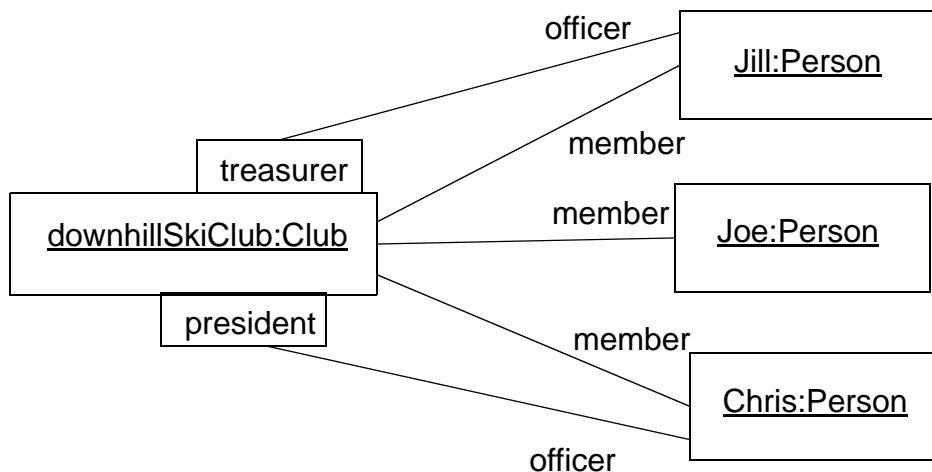 officer
Jill:Person
treasurer
member
downhillSkiClub:Club
member
Joe:Person
president
member
Chris:Person
officer